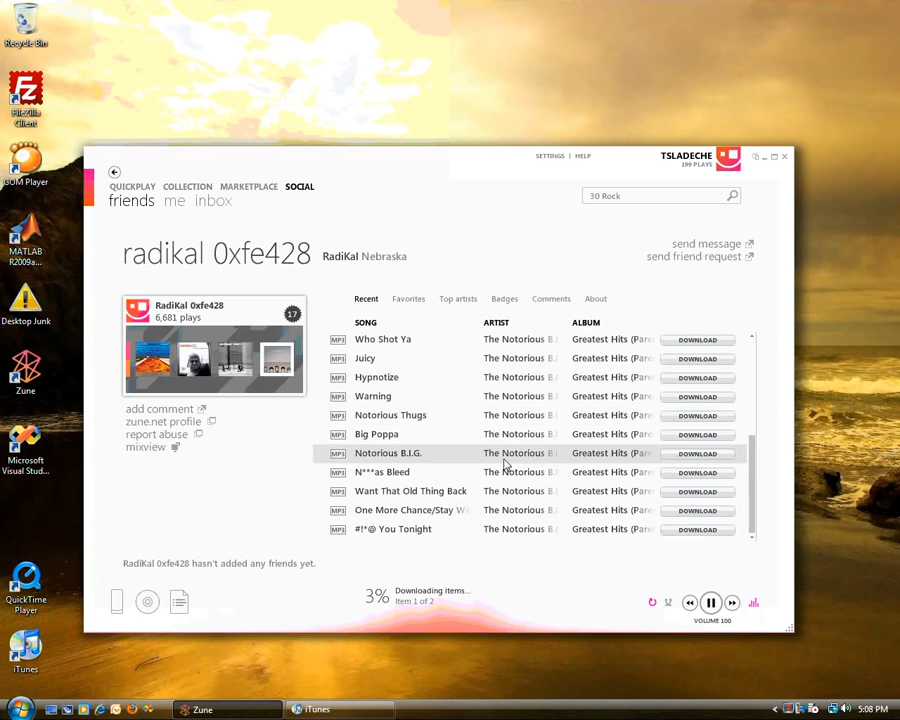 Recycle Bin
FileZilla
Client
GOM Player
MATLAB
R2009a...
Desktop Junk
Zune
Microsoft
Visual Stud...
QuickTime
Player
iTunes
SETTINGS | HELP
TSLADECHE
199 PLAYS
QUICKPLAY COLLECTION MARKETPLACE SOCIAL
friends me inbox
30 Rock
radikal 0xfe428 RadiKal Nebraska
send message
send friend request
RadiKal 0xfe428
6,681 plays
17
add comment
zune.net profile
report abuse
mixview
Recent Favorites Top artists Badges Comments About
SONG ARTIST ALBUM
MP3 Who Shot Ya The Notorious B.I Greatest Hits (Pare DOWNLOAD
MP3 Juicy The Notorious B.I Greatest Hits (Pare DOWNLOAD
MP3 Hypnotize The Notorious B.I Greatest Hits (Pare DOWNLOAD
MP3 Warning The Notorious B.I Greatest Hits (Pare DOWNLOAD
MP3 Notorious Thugs The Notorious B.I Greatest Hits (Pare DOWNLOAD
MP3 Big Poppa The Notorious B.I Greatest Hits (Pare DOWNLOAD
MP3 Notorious B.I.G. The Notorious B.I Greatest Hits (Pare DOWNLOAD
MP3 N***as Bleed The Notorious B.I Greatest Hits (Pare DOWNLOAD
MP3 Want That Old Thing Back The Notorious B.I Greatest Hits (Pare DOWNLOAD
MP3 One More Chance/Stay Wi The Notorious B.I Greatest Hits (Pare DOWNLOAD
MP3 #!*@ You Tonight The Notorious B.I Greatest Hits (Pare DOWNLOAD
RadiKal 0xfe428 hasn't added any friends yet.
3% Downloading items...
Item 1 of 2
VOLUME 100
Zune
iTunes
5:08 PM